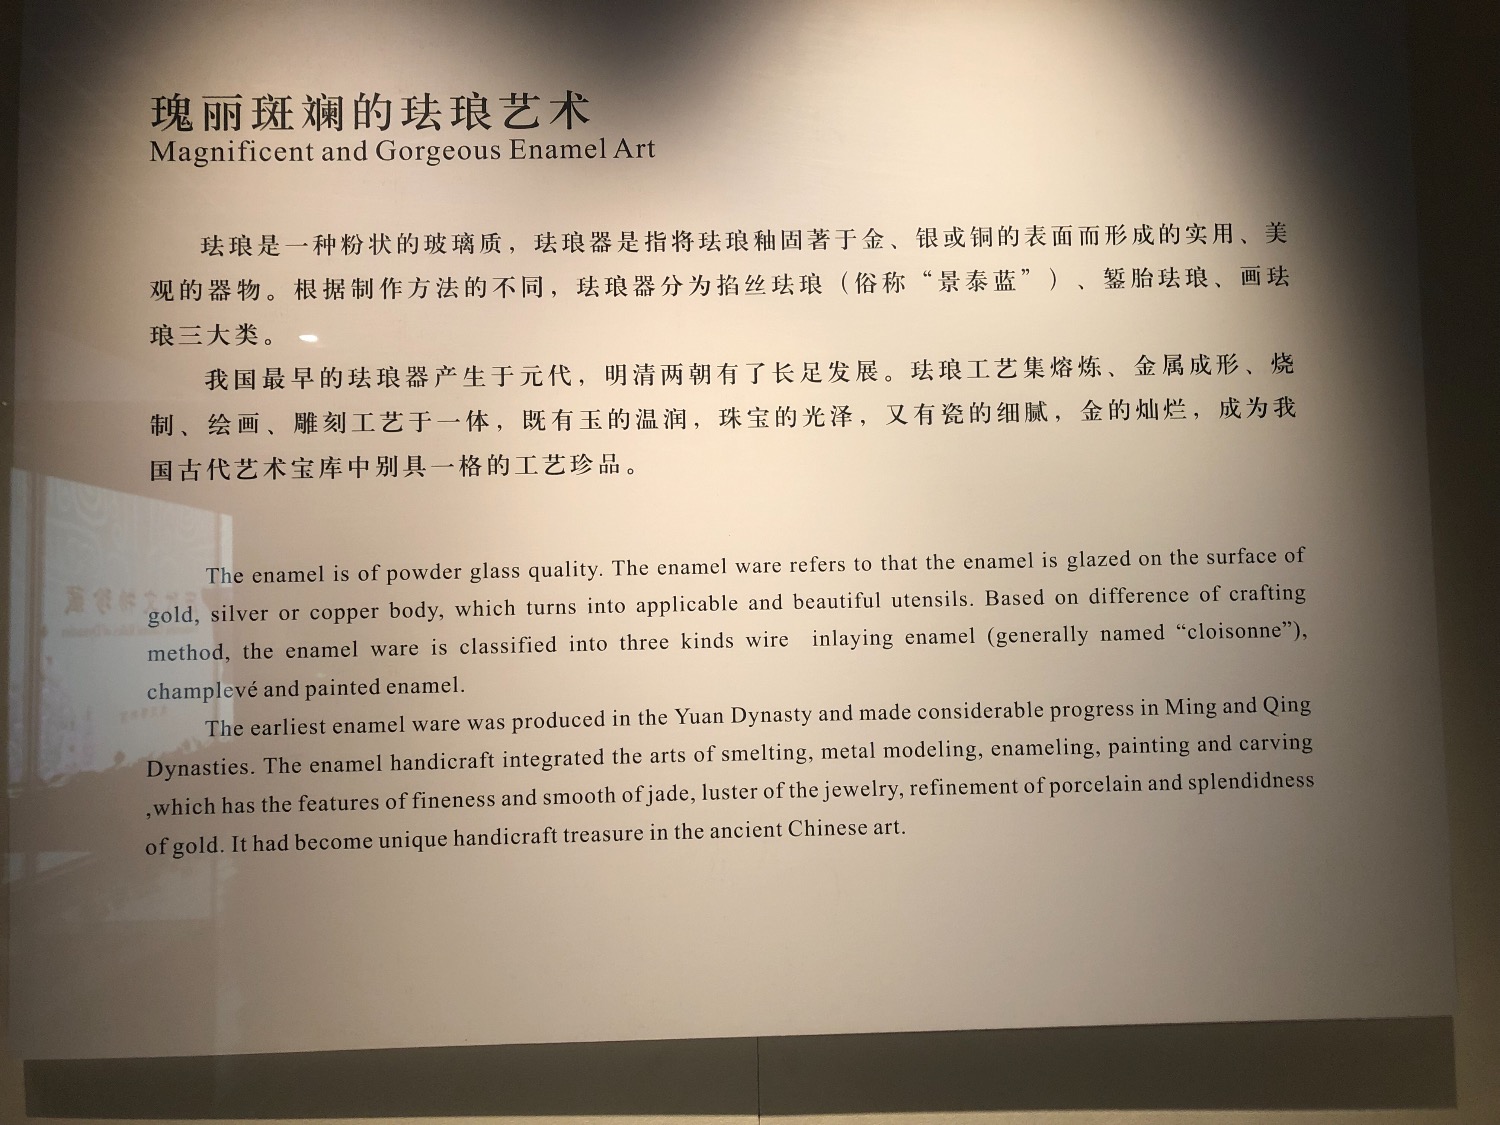 瑰丽斑斓的珐琅艺术
Magnificent and Gorgeous Enamel Art
珐琅是一种粉状的玻璃质，珐琅器是指将珐琅釉固著于金、银或铜的表面而形成的实用、美
观的器物。根据制作方法的不同，珐琅器分为掐丝珐琅（俗称“景泰蓝”）、錾胎珐琅、画珐
琅三大类。
我国最早的珐琅器产生于元代，明清两朝有了长足发展。珐琅工艺集熔炼、金属成形、烧
制、绘画、雕刻工艺于一体，既有玉的温润，珠宝的光泽，又有瓷的细腻，金的灿烂，成为我
国古代艺术宝库中别具一格的工艺珍品。
The enamel is of powder glass quality. The enamel ware refers to that the enamel is glazed on the surface of
gold, silver or copper body, which turns into applicable and beautiful utensils. Based on difference of crafting
method, the enamel ware is classified into three kinds wire inlaying enamel (generally named “cloisonne”),
champlevé and painted enamel.
The earliest enamel ware was produced in the Yuan Dynasty and made considerable progress in Ming and Qing
Dynasties. The enamel handicraft integrated the arts of smelting, metal modeling, enameling, painting and carving
,which has the features of fineness and smooth of jade, luster of the jewelry, refinement of porcelain and splendidness
of gold. It had become unique handicraft treasure in the ancient Chinese art.